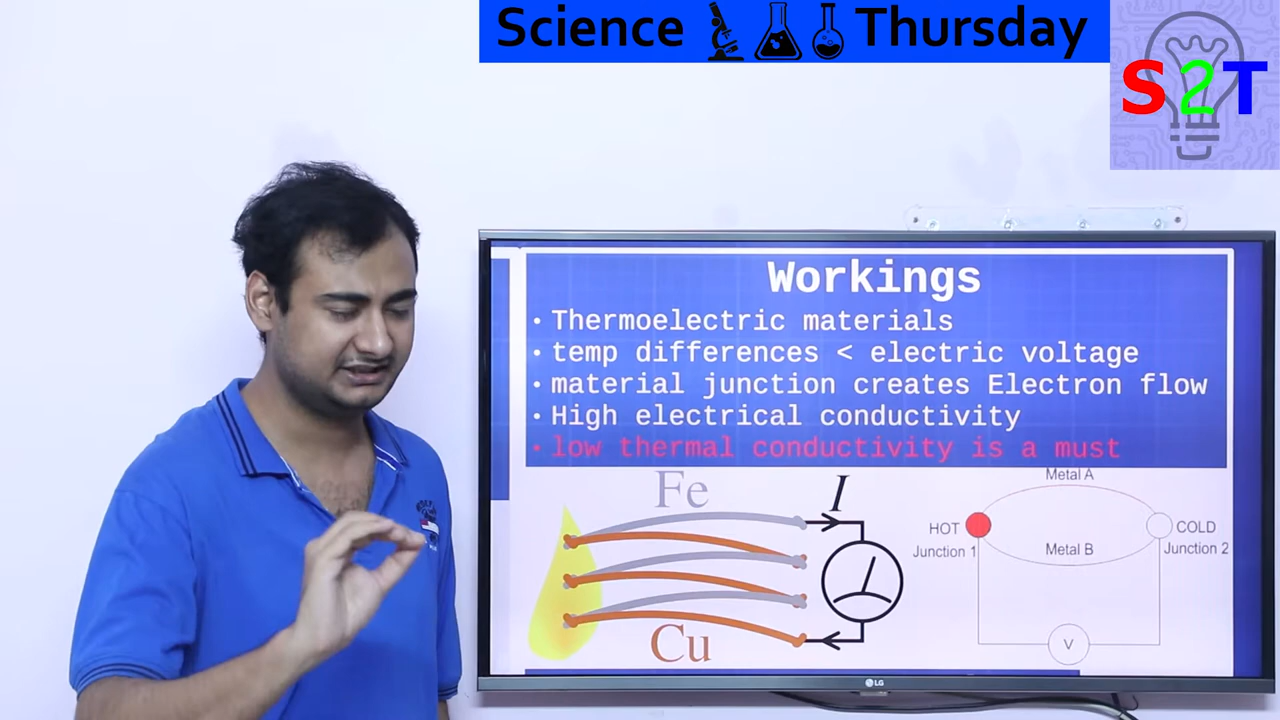 Science Thursday
S2T
Workings
• Thermoelectric materials
• temp differences < electric voltage
• material junction creates Electron flow
• High electrical conductivity
• low thermal conductivity is a must
Fe
I
Cu
Metal A
HOT
Junction 1
COLD
Junction 2
Metal B
V
LG